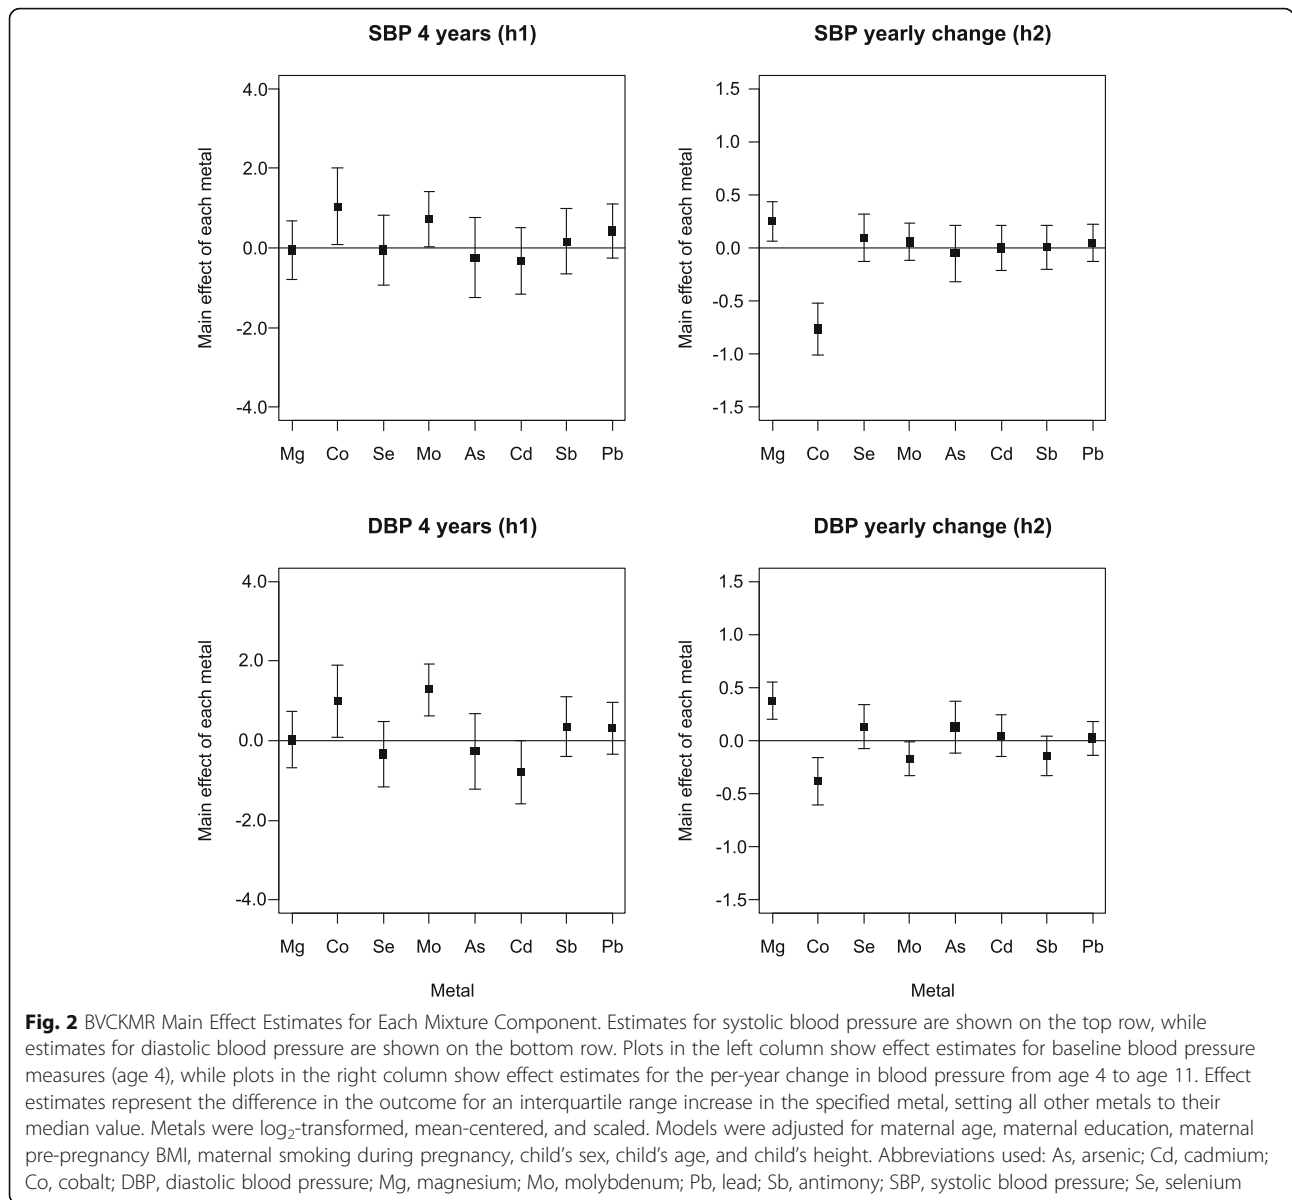 SBP 4 years (h1)
SBP yearly change (h2)
Main effect of each metal
4.0
2.0
0.0
-2.0
-4.0
Mg Co Se Mo As Cd Sb Pb
Main effect of each metal
1.5
1.0
0.5
0.0
-0.5
-1.0
-1.5
Mg Co Se Mo As Cd Sb Pb
DBP 4 years (h1)
DBP yearly change (h2)
Main effect of each metal
4.0
2.0
0.0
-2.0
-4.0
Mg Co Se Mo As Cd Sb Pb
Metal
Main effect of each metal
1.5
1.0
0.5
0.0
-0.5
-1.0
-1.5
Mg Co Se Mo As Cd Sb Pb
Metal
Fig. 2 BVCKMR Main Effect Estimates for Each Mixture Component. Estimates for systolic blood pressure are shown on the top row, while
estimates for diastolic blood pressure are shown on the bottom row. Plots in the left column show effect estimates for baseline blood pressure
measures (age 4), while plots in the right column show effect estimates for the per-year change in blood pressure from age 4 to age 11. Effect
estimates represent the difference in the outcome for an interquartile range increase in the specified metal, setting all other metals to their
median value. Metals were log₂-transformed, mean-centered, and scaled. Models were adjusted for maternal age, maternal education, maternal
pre-pregnancy BMI, maternal smoking during pregnancy, child's sex, child's age, and child's height. Abbreviations used: As, arsenic; Cd, cadmium;
Co, cobalt; DBP, diastolic blood pressure; Mg, magnesium; Mo, molybdenum; Pb, lead; Sb, antimony; SBP, systolic blood pressure; Se, selenium